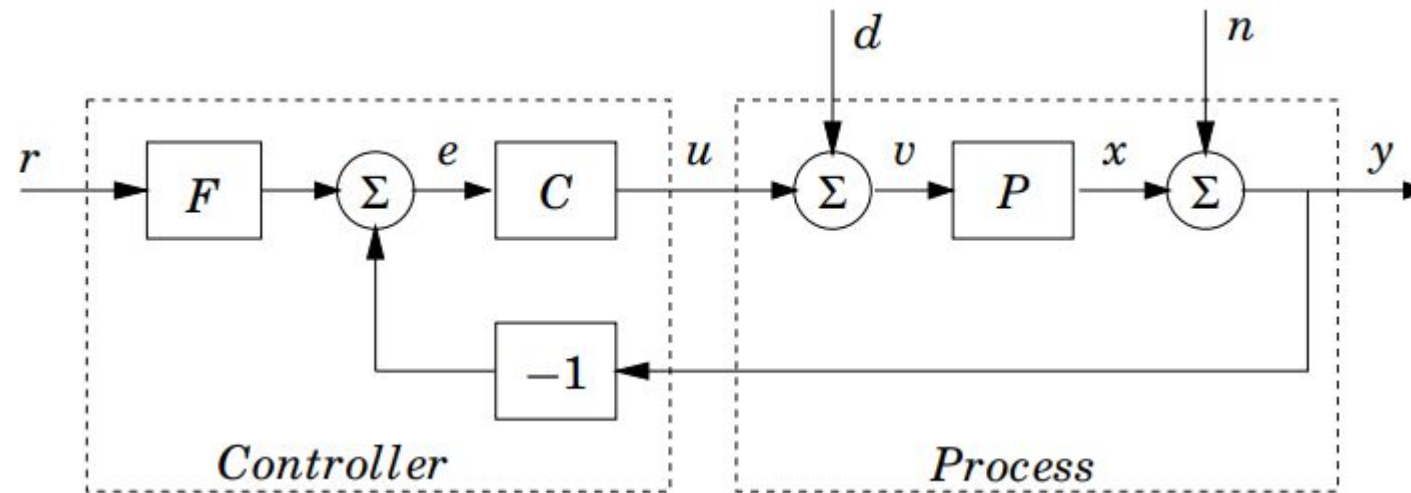 d n
r F Σ e C u Σ v P x Σ y
−1
Controller Process